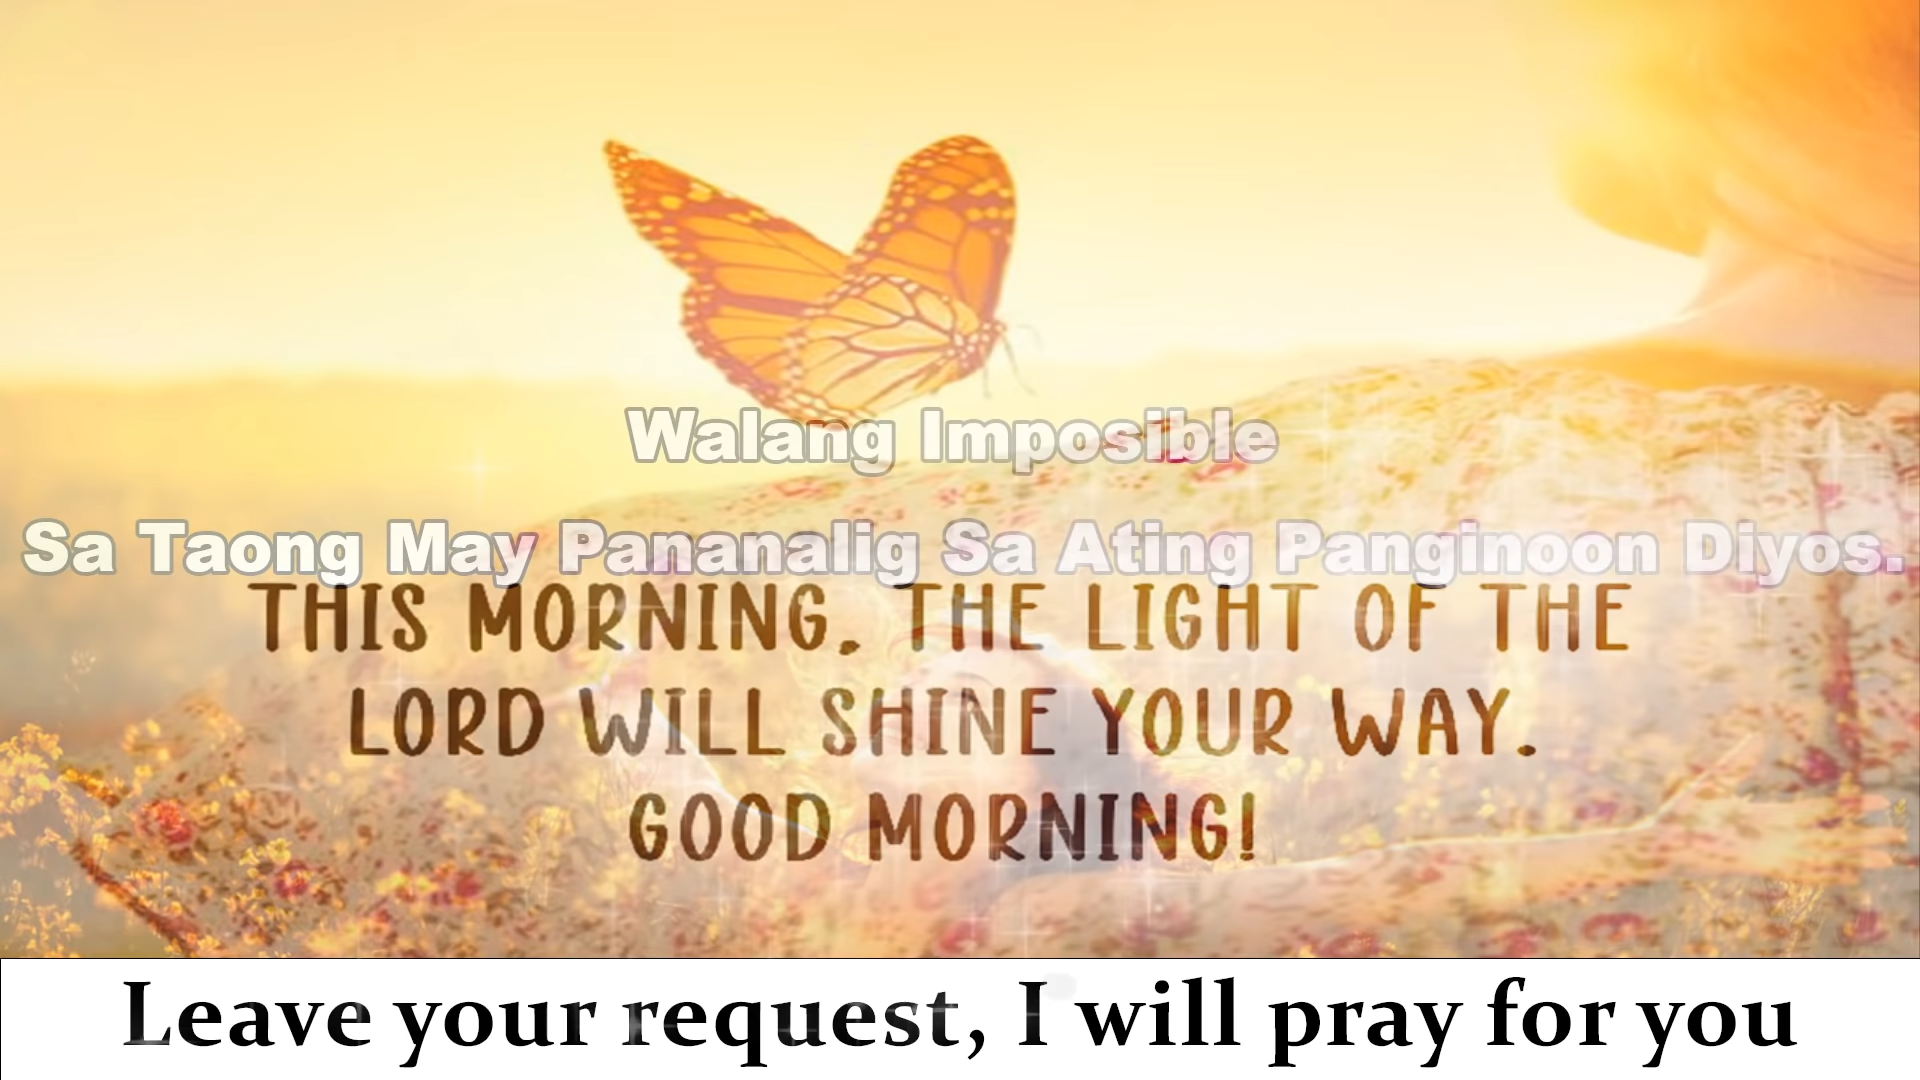 Walang Imposible
Sa Taong May Pananalig Sa Ating Panginoon Diyos.
THIS MORNING, THE LIGHT OF THE
LORD WILL SHINE YOUR WAY.
GOOD MORNING!
Leave your request, I will pray for you